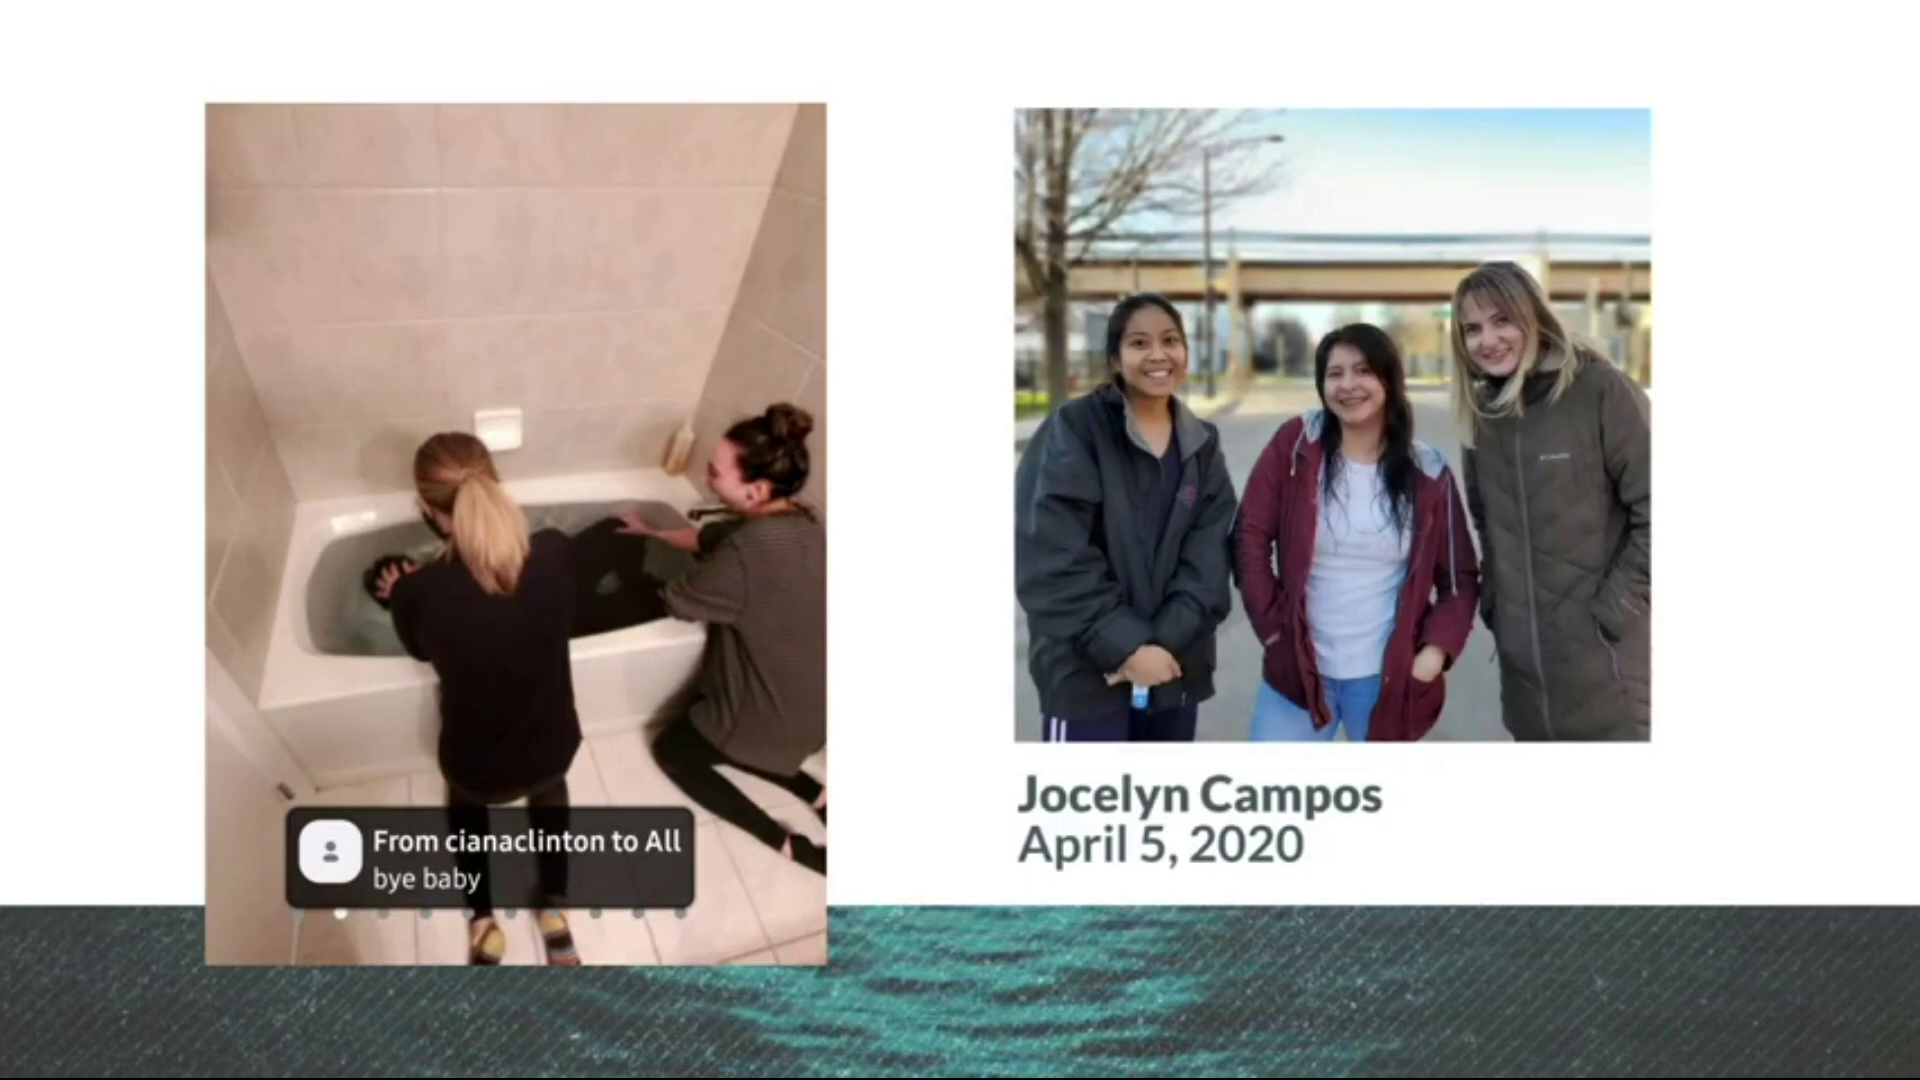 From cianaclinton to All
bye baby
Jocelyn Campos
April 5, 2020